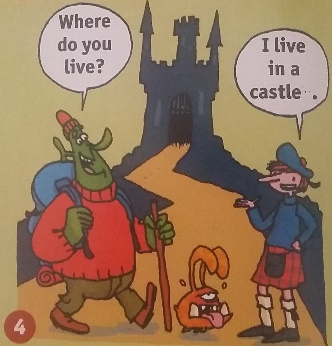 Where
do you
live?
I live
in a
castle .
4